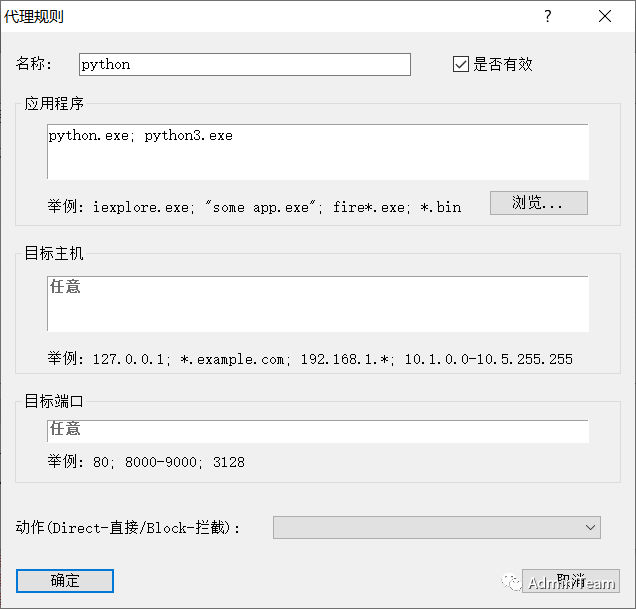 代理规则 ?
名称: python 是否有效
应用程序
python.exe; python3.exe
举例: iexplore.exe; "some app.exe"; fire*.exe; *.bin 浏览...
目标主机
任意
举例: 127.0.0.1; *.example.com; 192.168.1.*; 10.1.0.0-10.5.255.255
目标端口
任意
举例: 80; 8000-9000; 3128
动作(Direct-直接/Block-拦截):
确定 取消
Admin Team